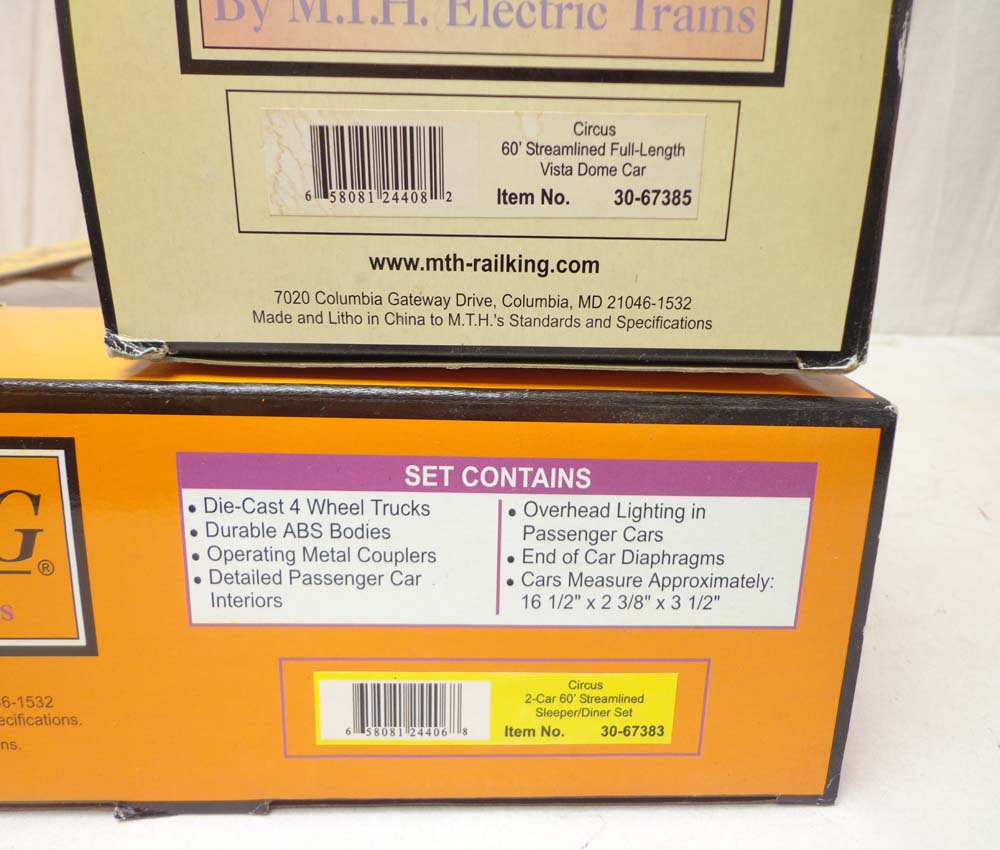 By M.T.H. Electric Trains
Circus
60' Streamlined Full-Length
Vista Dome Car
6 58081 24408 2
Item No. 30-67385
www.mth-railking.com
7020 Columbia Gateway Drive, Columbia, MD 21046-1532
Made and Litho in China to M.T.H.'s Standards and Specifications
G®
s
SET CONTAINS
• Die-Cast 4 Wheel Trucks
• Durable ABS Bodies
• Operating Metal Couplers
• Detailed Passenger Car
Interiors
• Overhead Lighting in
Passenger Cars
• End of Car Diaphragms
• Cars Measure Approximately:
16 1/2" x 2 3/8" x 3 1/2"
6-1532
ecifications.
ns.
Circus
2-Car 60' Streamlined
Sleeper/Diner Set
6 58081 24406 8
Item No. 30-67383